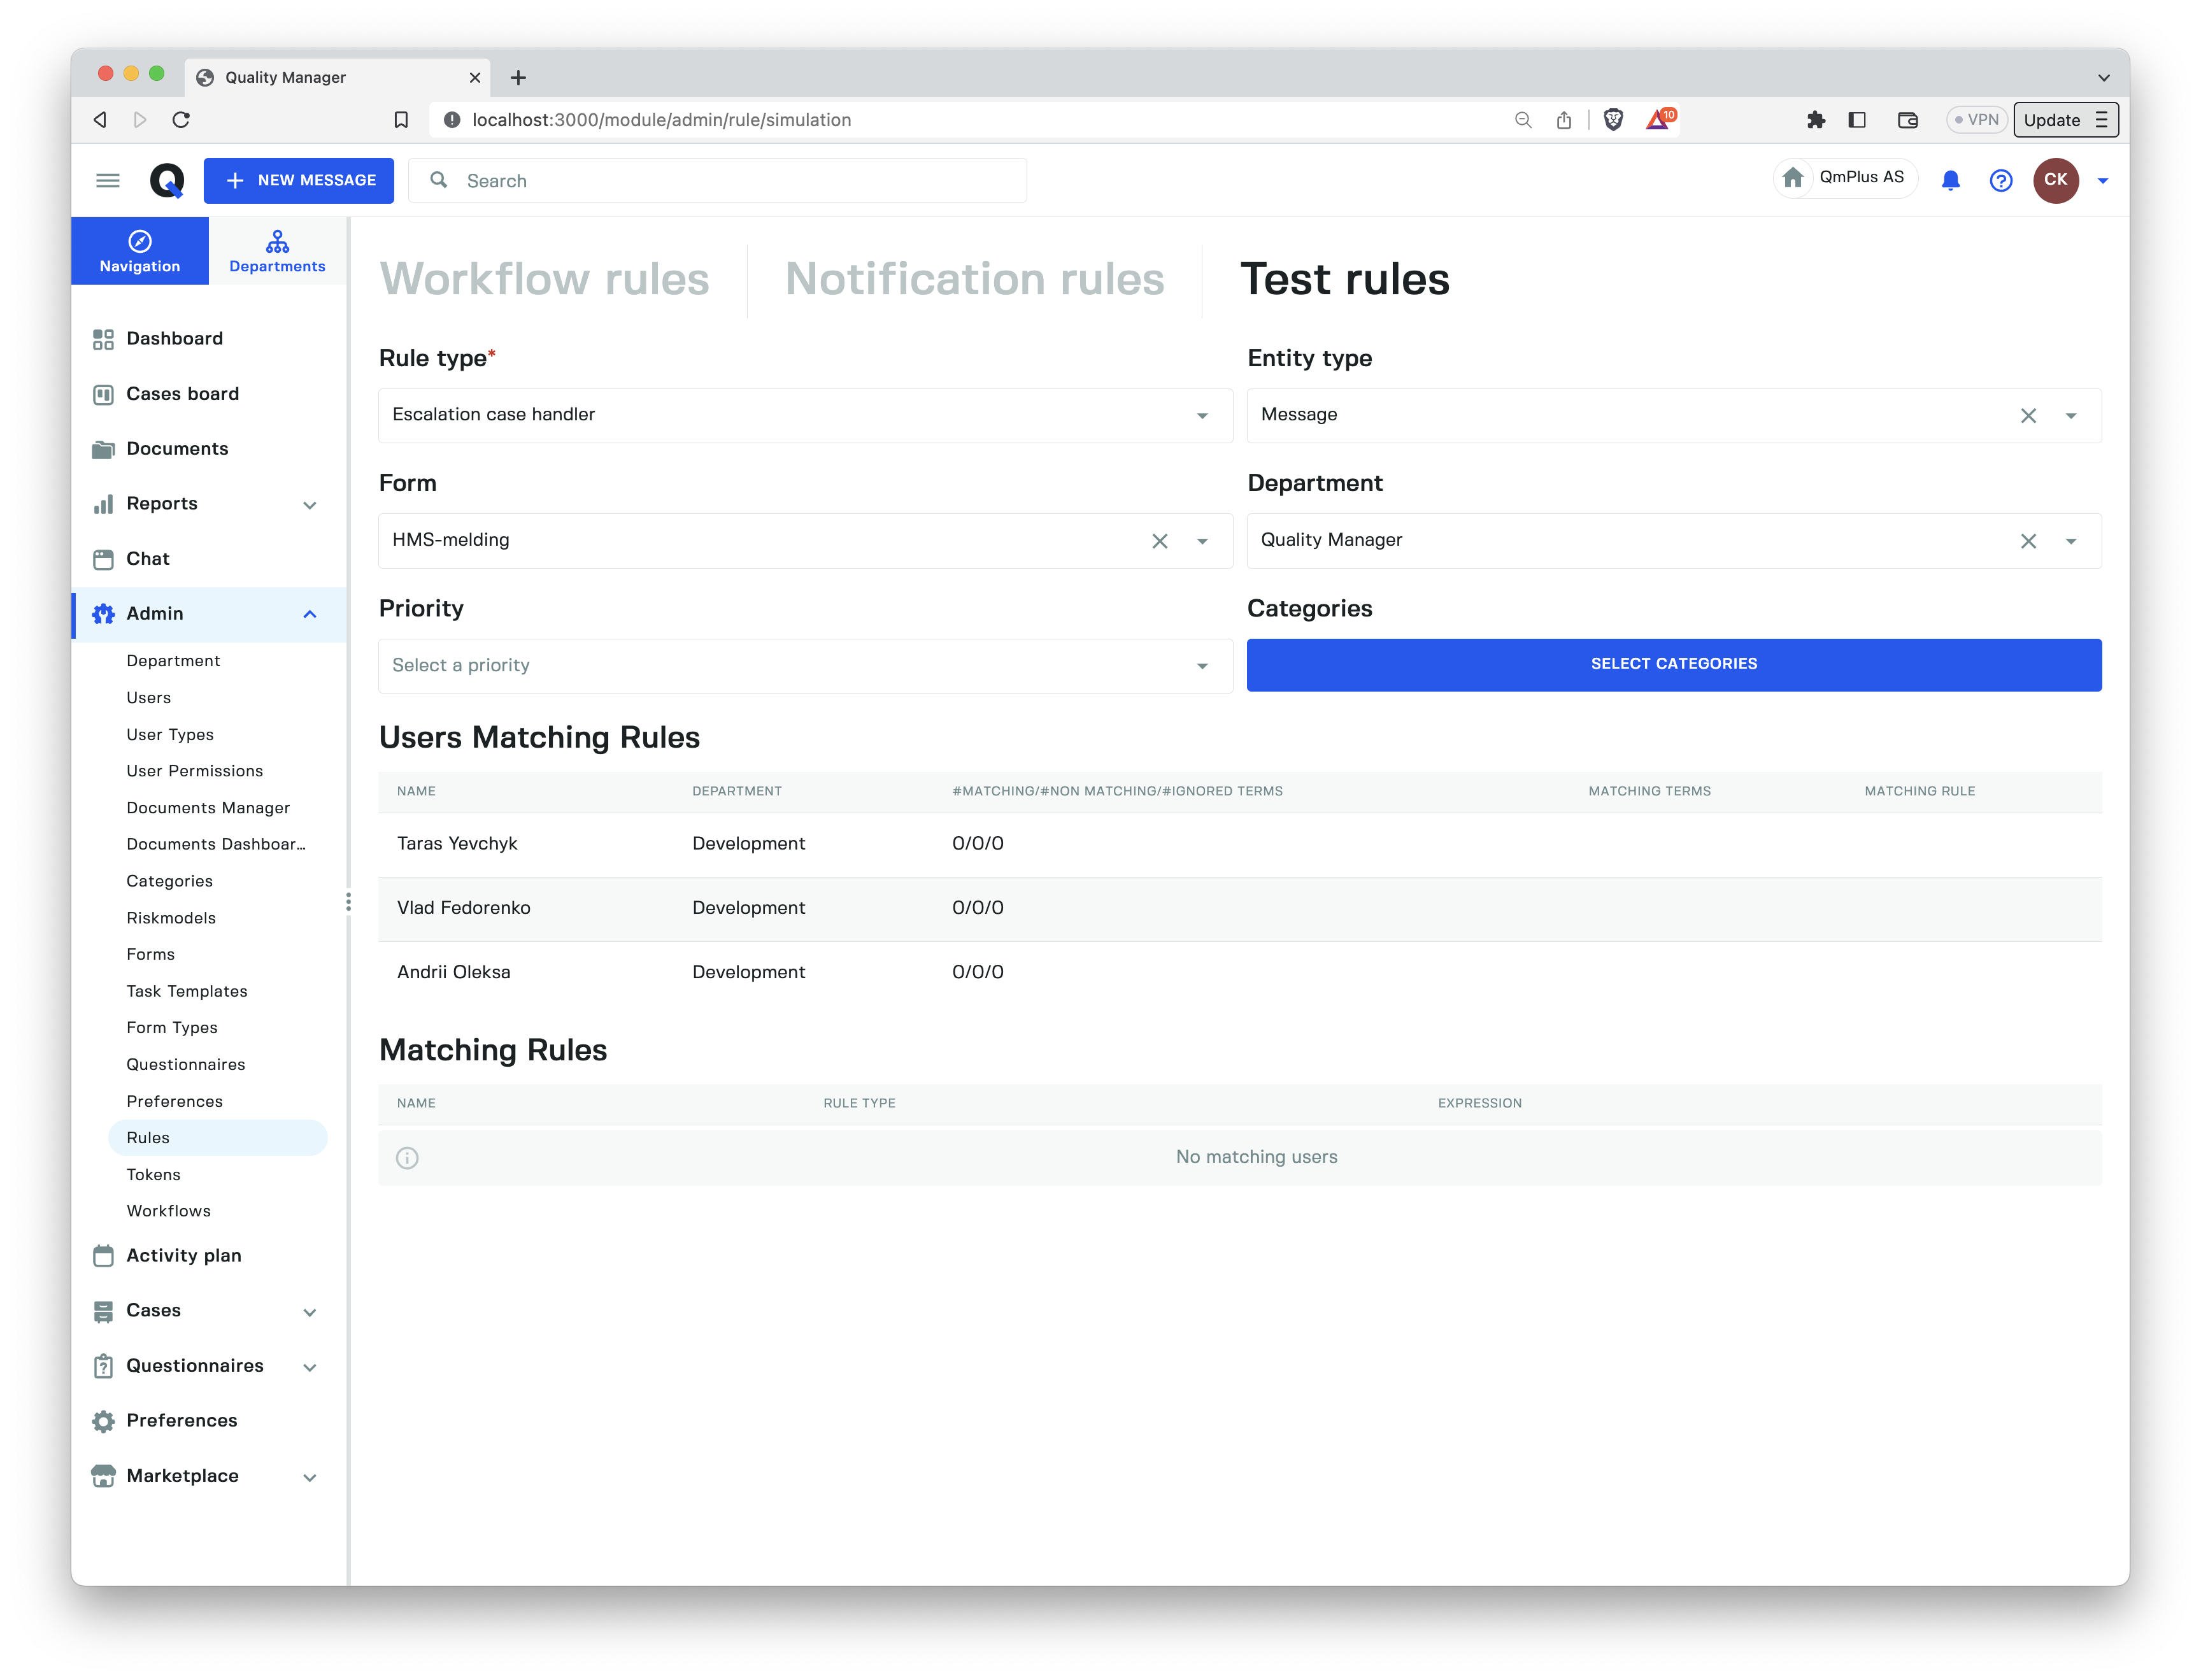 Quality Manager
localhost:3000/module/admin/rule/simulation
10
VPN
Update
NEW MESSAGE
Search
QmPlus AS
CK
Navigation
Departments
Dashboard
Cases board
Documents
Reports
Chat
Admin
Department
Users
User Types
User Permissions
Documents Manager
Documents Dashboar...
Categories
Riskmodels
Forms
Task Templates
Form Types
Questionnaires
Preferences
Rules
Tokens
Workflows
Activity plan
Cases
Questionnaires
Preferences
Marketplace
Workflow rules
Notification rules
Test rules
Rule type*
Entity type
Escalation case handler
Message
Form
Department
HMS-melding
Quality Manager
Priority
Categories
Select a priority
SELECT CATEGORIES
Users Matching Rules
NAME DEPARTMENT #MATCHING/#NON MATCHING/#IGNORED TERMS MATCHING TERMS MATCHING RULE
Taras Yevchyk Development 0/0/0
Vlad Fedorenko Development 0/0/0
Andrii Oleksa Development 0/0/0
Matching Rules
NAME RULE TYPE EXPRESSION
No matching users